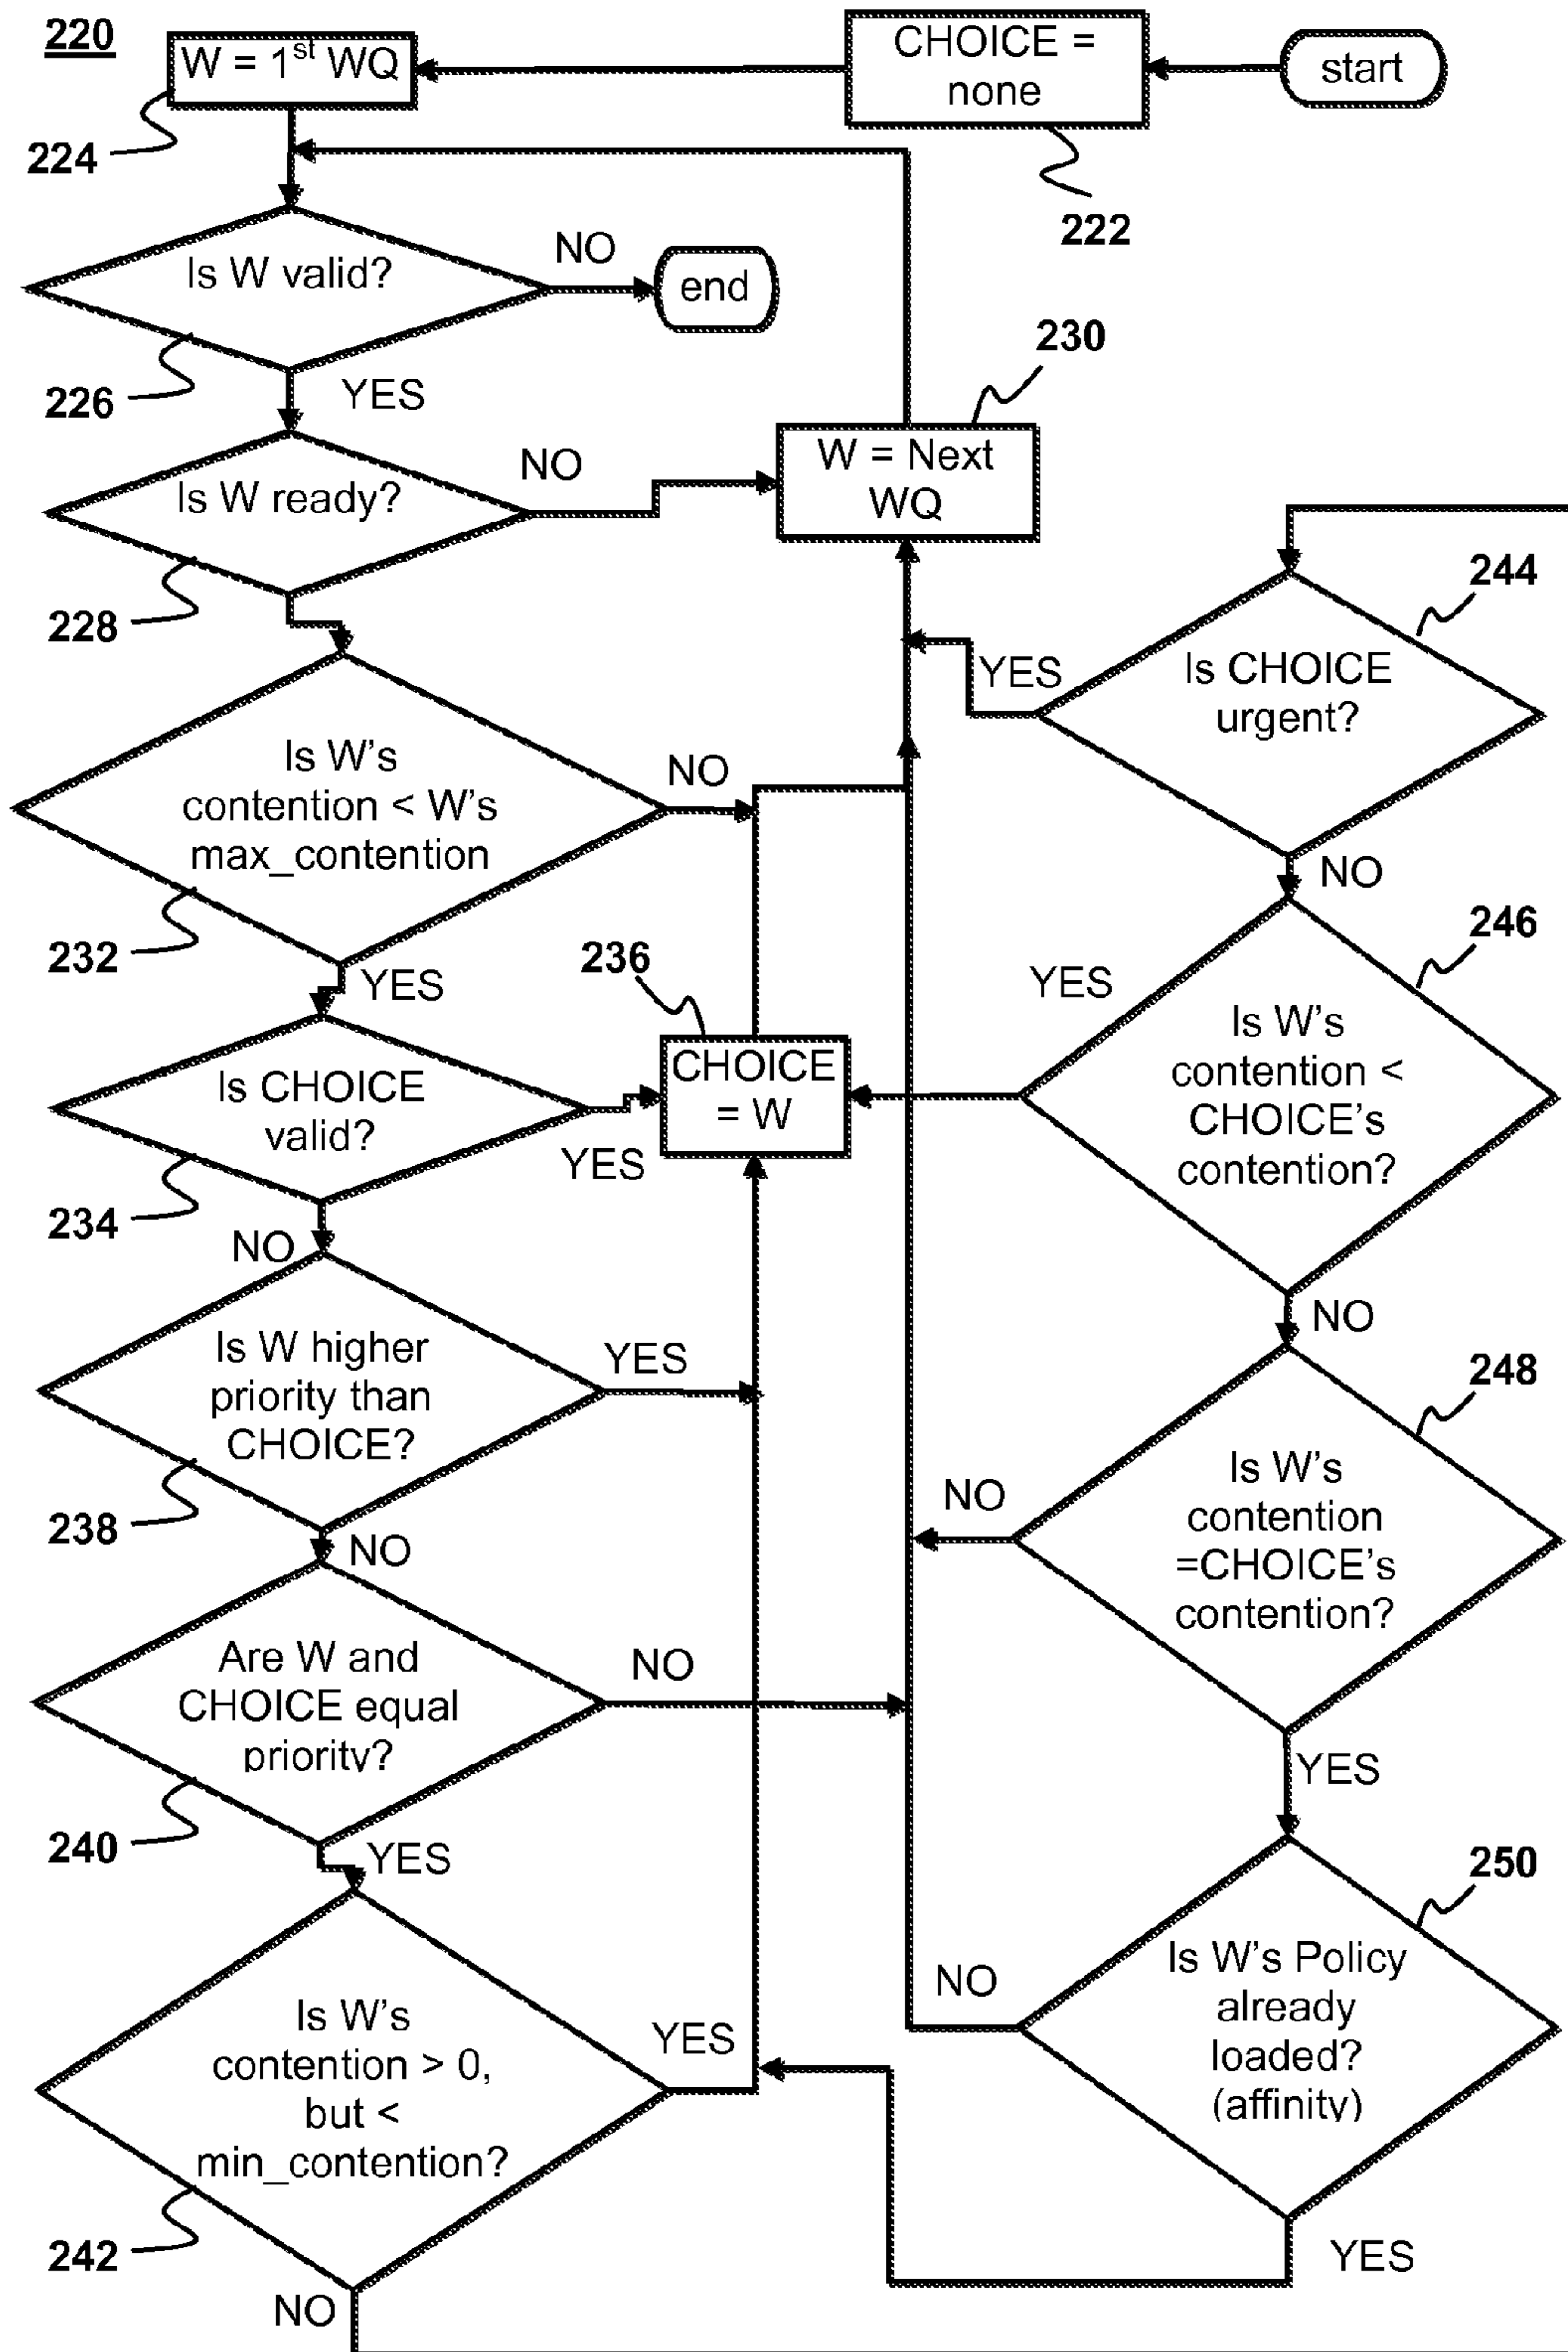 220
W = 1st WQ
CHOICE =
none
start
224
222
Is W valid?
NO
end
226
YES
230
W = Next
WQ
Is W ready?
NO
228
244
Is CHOICE
urgent?
YES
NO
Is W's
contention < W's
max_contention
NO
232
YES
236
CHOICE
= W
246
YES
Is W's
contention <
CHOICE's
contention?
NO
Is CHOICE
valid?
YES
234
NO
Is W higher
priority than
CHOICE?
YES
238
NO
248
Is W's
contention
=CHOICE's
contention?
NO
YES
Are W and
CHOICE equal
priority?
NO
240
YES
250
Is W's Policy
already
loaded?
(affinity)
NO
YES
Is W's
contention > 0,
but <
min_contention?
YES
242
NO